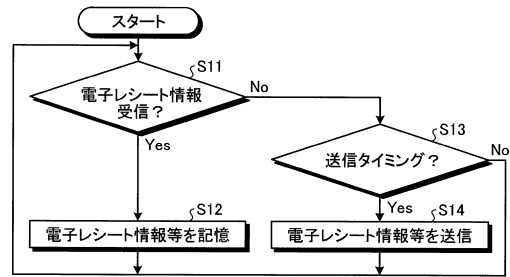 スタート
S11
電子レシート情報
受信？
No
Yes
S13
送信タイミング？
No
Yes
S12
電子レシート情報等を記憶
S14
電子レシート情報等を送信